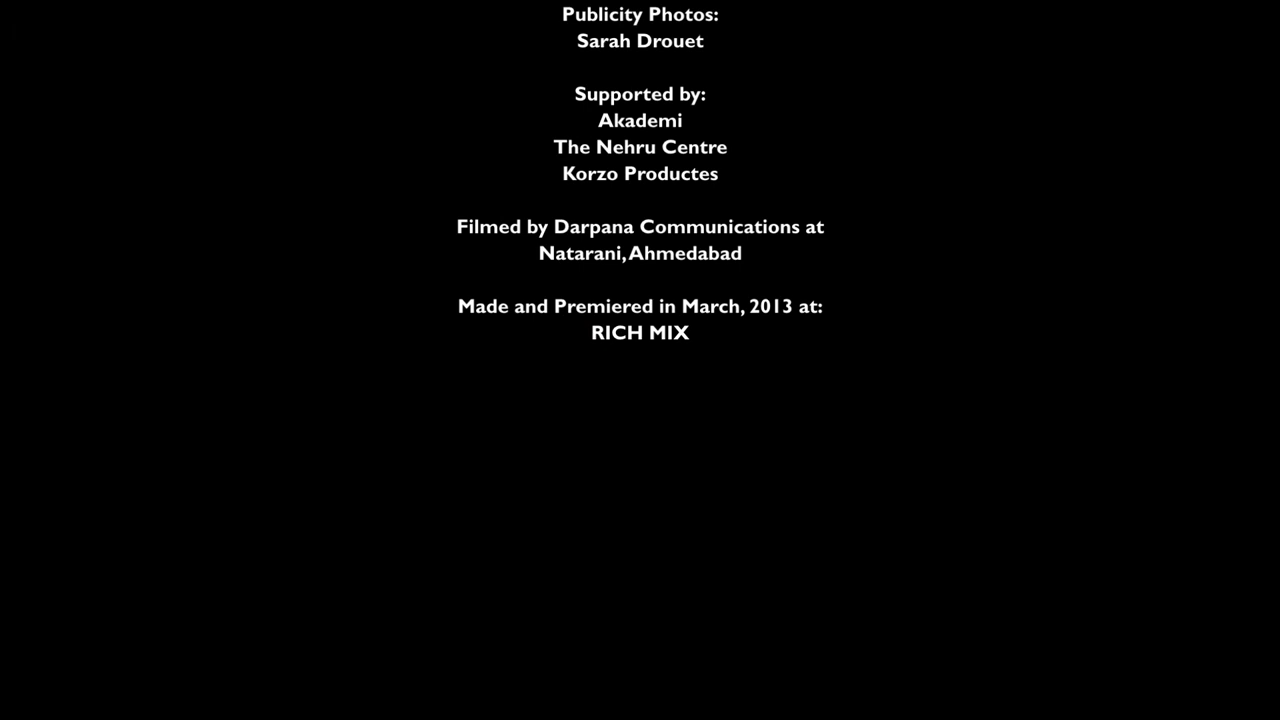 Publicity Photos:
Sarah Drouet
Supported by:
Akademi
The Nehru Centre
Korzo Productes
Filmed by Darpana Communications at
Natarani, Ahmedabad
Made and Premiered in March, 2013 at:
RICH MIX